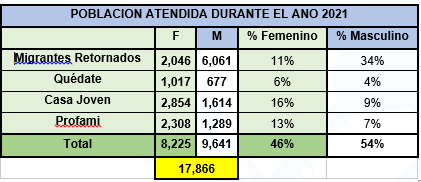 POBLACION ATENDIDA DURANTE EL ANO 2021
F M % Femenino % Masculino
Migrantes Retornados 2,046 6,061 11% 34%
Quédate 1,017 677 6% 4%
Casa Joven 2,854 1,614 16% 9%
Profami 2,308 1,289 13% 7%
Total 8,225 9,641 46% 54%
17,866